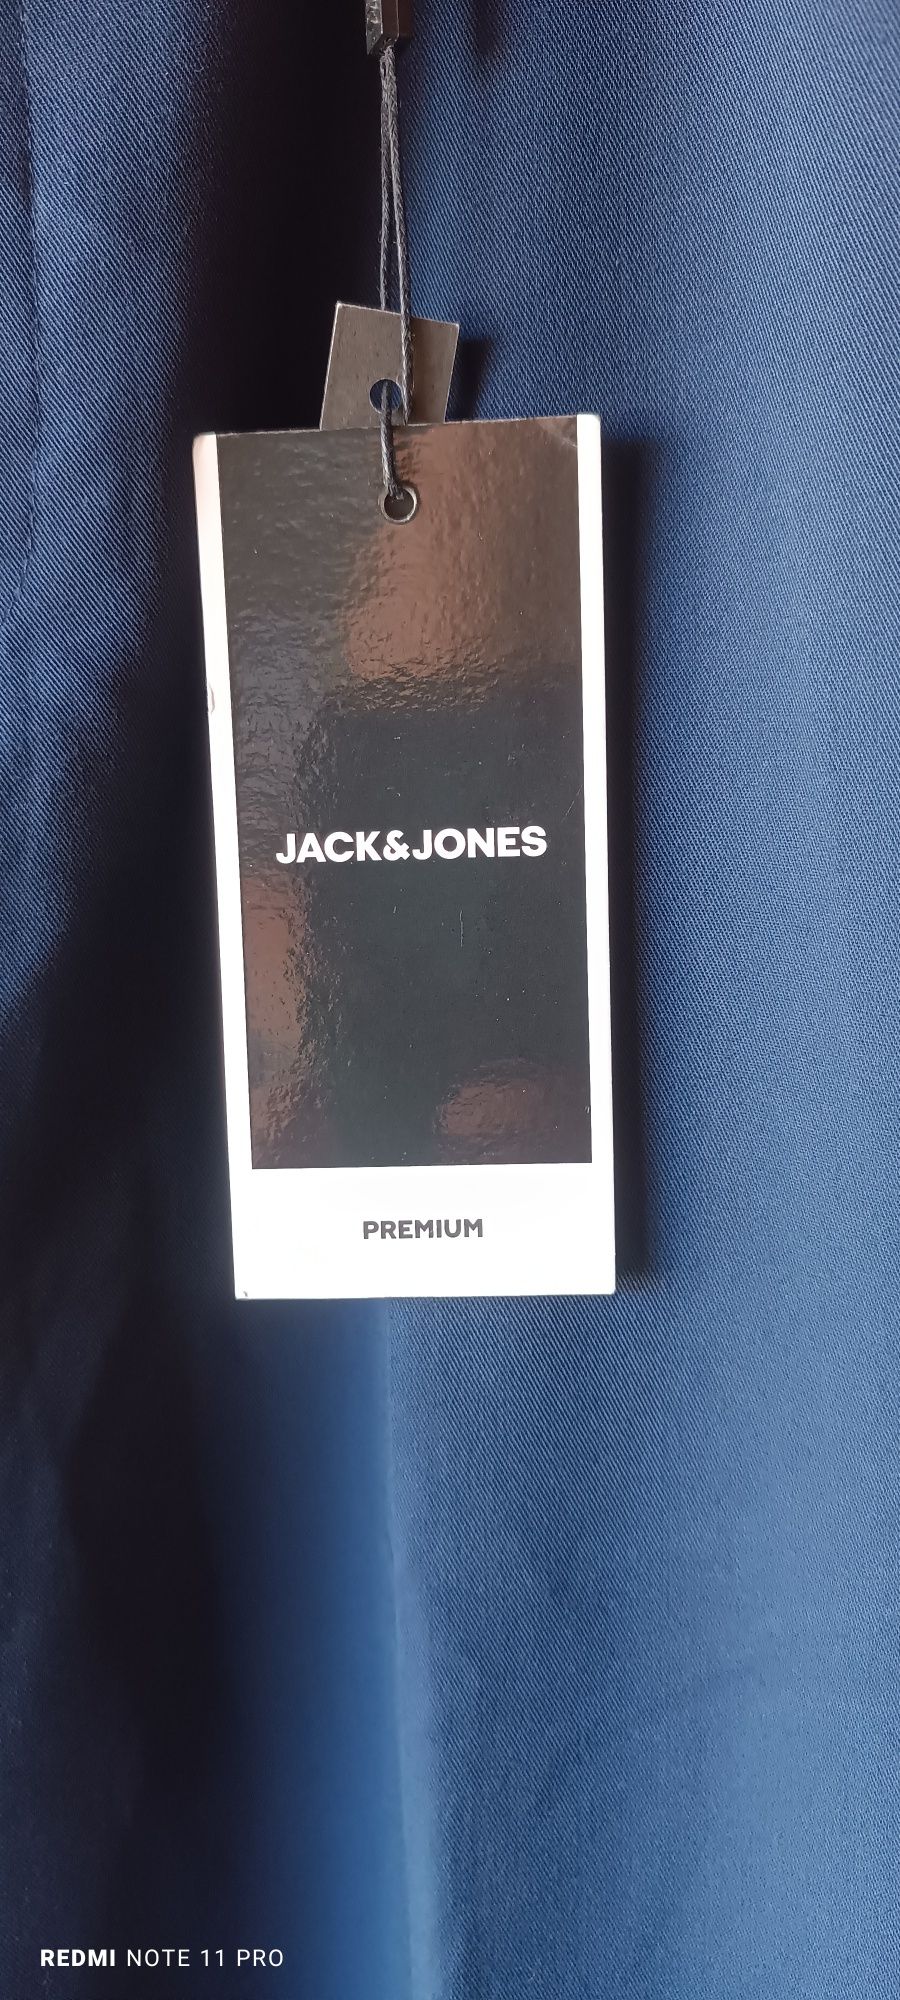 JACK&JONES
PREMIUM
REDMI NOTE 11 PRO